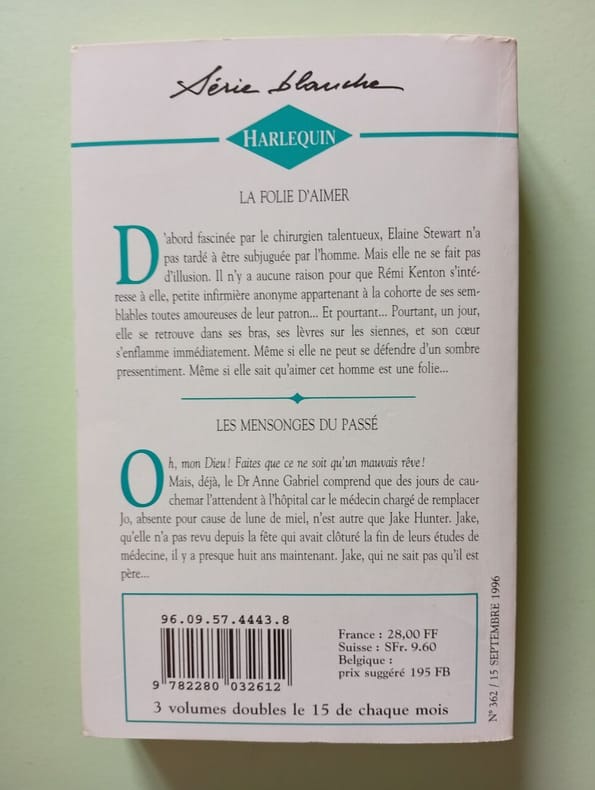 Série blanche
HARLEQUIN
LA FOLIE D'AIMER
D'abord fascinée par le chirurgien talentueux, Elaine Stewart n'a
pas tardé à être subjuguée par l'homme. Mais elle ne se fait pas
d'illusion. Il n'y a aucune raison pour que Rémi Kenton s'inté-
resse à elle, petite infirmière anonyme appartenant à la cohorte de ses sem-
blables toutes amoureuses de leur patron... Et pourtant... Pourtant, un jour,
elle se retrouve dans ses bras, ses lèvres sur les siennes, et son cœur
s'enflamme immédiatement. Même si elle ne peut se défendre d'un sombre
pressentiment. Même si elle sait qu'aimer cet homme est une folie...
LES MENSONGES DU PASSÉ
Oh, mon Dieu ! Faites que ce ne soit qu'un mauvais rêve !
Mais, déjà, le Dr Anne Gabriel comprend que des jours de cau-
chemar l'attendent à l'hôpital car le médecin chargé de remplacer
Jo, absente pour cause de lune de miel, n'est autre que Jake Hunter. Jake,
qu'elle n'a pas revu depuis la fête qui avait clôturé la fin de leurs études de
médecine, il y a presque huit ans maintenant. Jake, qui ne sait pas qu'il est
père...
96.09.57.4443.8
9 782280 032612
France : 28,00 FF
Suisse : SFr. 9.60
Belgique :
prix suggéré 195 FB
3 volumes doubles le 15 de chaque mois
N° 362 / 15 SEPTEMBRE 1996